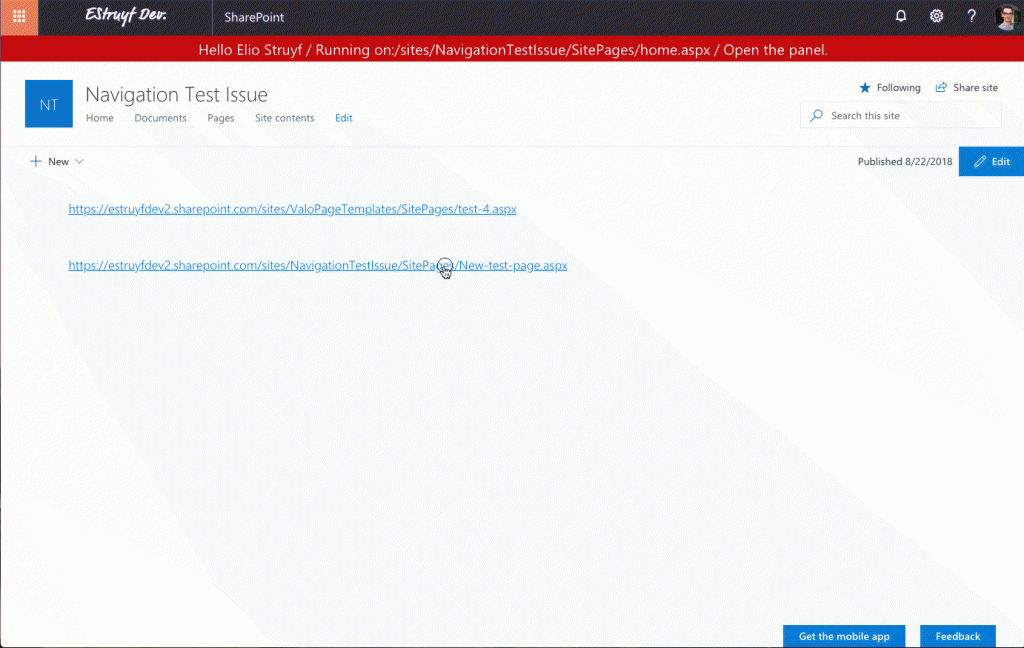 EStruyf Dev. SharePoint ?
Hello Elio Struyf / Running on:/sites/NavigationTestIssue/SitePages/home.aspx / Open the panel.
NT
Navigation Test Issue
Home Documents Pages Site contents Edit
Following Share site
Search this site
New
Published 8/22/2018 Edit
https://estruyfdev2.sharepoint.com/sites/ValoPageTemplates/SitePages/test-4.aspx
https://estruyfdev2.sharepoint.com/sites/NavigationTestIssue/SitePages/New-test-page.aspx
Get the mobile app Feedback